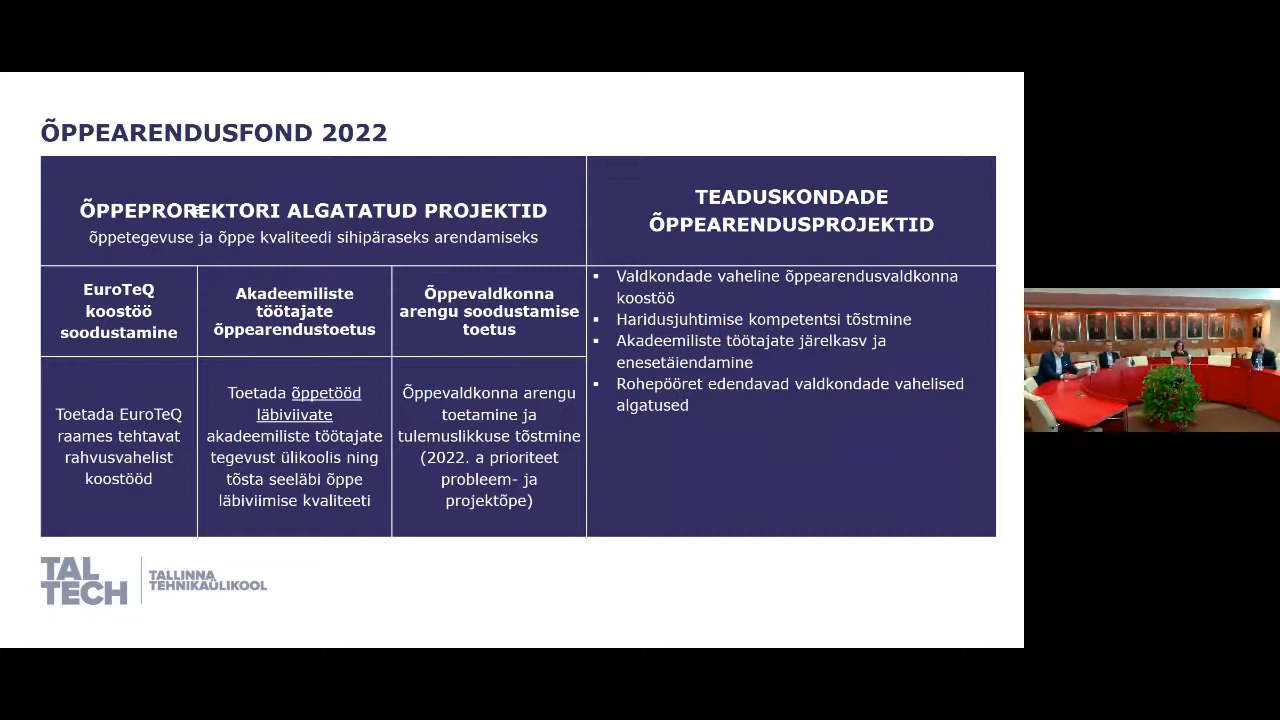 ÕPPEARENDUSFOND 2022
ÕPPEPROREKTORI ALGATATUD PROJEKTID
õppetegevuse ja õppe kvaliteedi sihipäraseks arendamiseks
TEADUSKONDADE
ÕPPEARENDUSPROJEKTID
EuroTeQ
koostöö
soodustamine
Akadeemiliste
töötajate
õppearendustoetus
Õppevaldkonna
arengu soodustamise
toetus
▪ Valdkondade vaheline õppearendusvaldkonna
koostöö
▪ Haridusjuhtimise kompetentsi tõstmine
▪ Akadeemiliste töötajate järelkasv ja
enesetäiendamine
▪ Rohepööret edendavad valdkondade vahelised
algatused
Toetada EuroTeQ
raames tehtavat
rahvusvahelist
koostööd
Toetada õppetööd
läbiviivate
akadeemiliste töötajate
tegevust ülikoolis ning
tõsta seeläbi õppe
läbiviimise kvaliteeti
Õppevaldkonna arengu
toetamine ja
tulemuslikkuse tõstmine
(2022. a prioriteet
probleem- ja
projektõpe)
TAL
TECH
TALLINNA
TEHNIKAÜLIKOOL